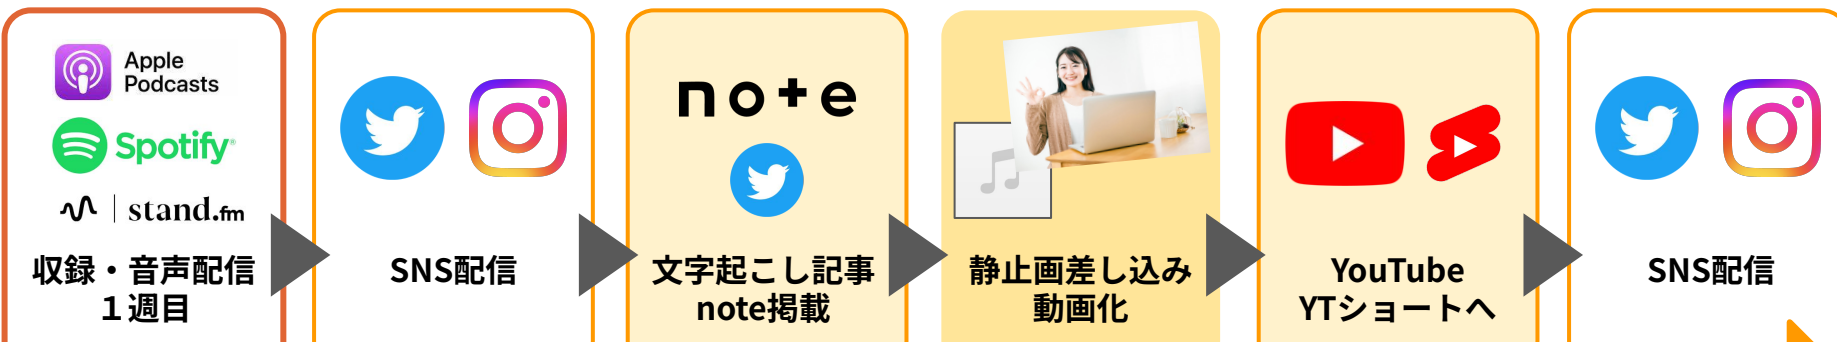 Apple
Podcasts
Spotify
stand.fm
収録・音声配信
１週目
SNS配信
note
文字起こし記事
note掲載
静止画差し込み
動画化
YouTube
YTショートへ
SNS配信